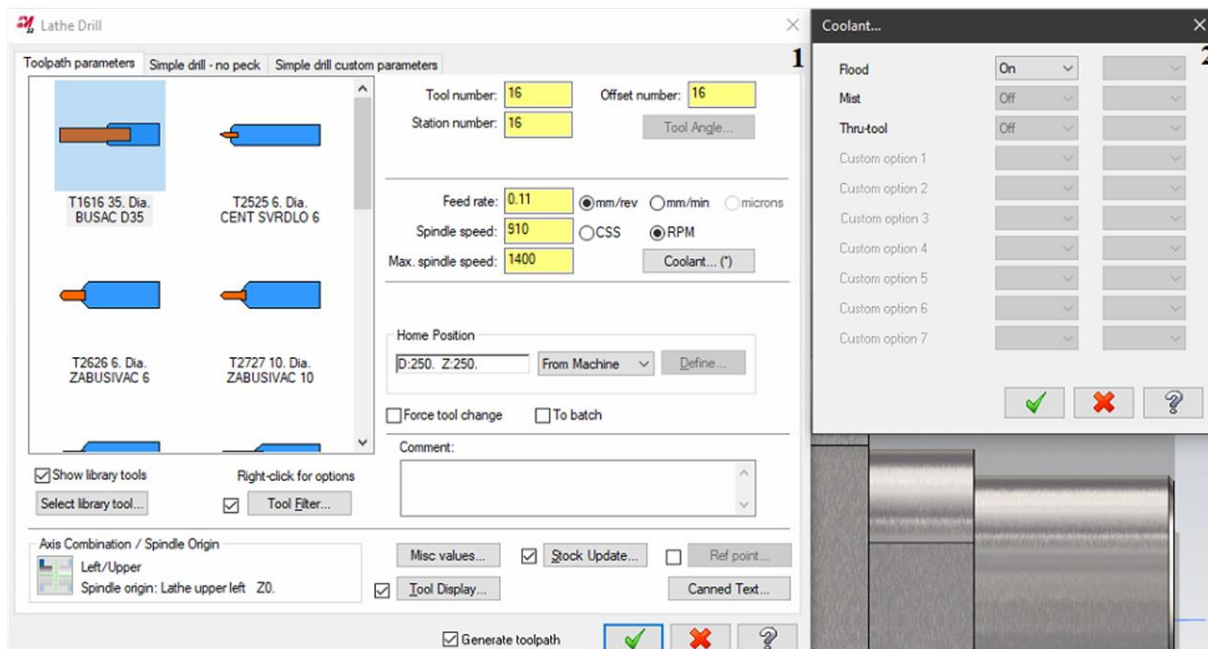 Lathe Drill
1
Toolpath parameters Simple drill - no peck Simple drill custom parameters
T1616 35. Dia.
BUSAC D35
T2525 6. Dia.
CENT SVRDLO 6
T2626 6. Dia.
ZABUSIVAC 6
T2727 10. Dia.
ZABUSIVAC 10
Show library tools
Right-click for options
Select library tool...
Tool Filter...
Tool number: 16 Offset number: 16
Station number: 16 Tool Angle...
Feed rate: 0.11 mm/rev mm/min microns
Spindle speed: 910 CSS RPM
Max. spindle speed: 1400 Coolant... (*)
Home Position
D:250. Z:250. From Machine Define...
Force tool change To batch
Comment:
Axis Combination / Spindle Origin
Left/Upper
Spindle origin: Lathe upper left Z0.
Misc values... Stock Update... Ref point...
Tool Display... Canned Text...
Generate toolpath
Coolant...
2
Flood On
Mist Off
Thru-tool Off
Custom option 1
Custom option 2
Custom option 3
Custom option 4
Custom option 5
Custom option 6
Custom option 7